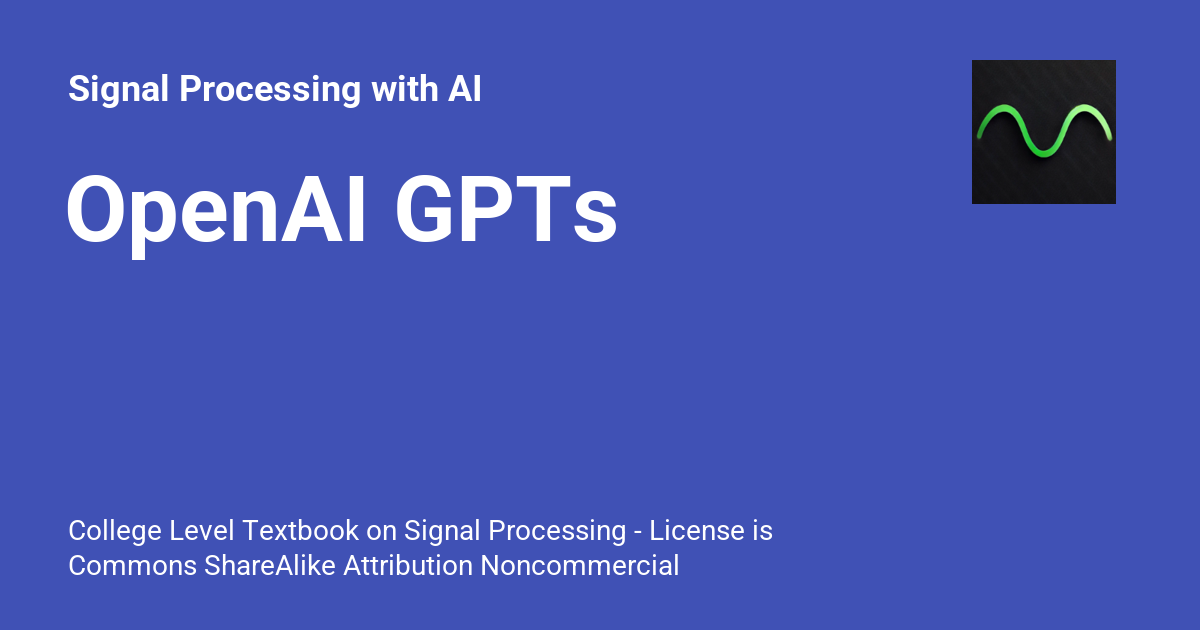 Signal Processing with AI
OpenAI GPTs
College Level Textbook on Signal Processing - License is
Commons ShareAlike Attribution Noncommercial